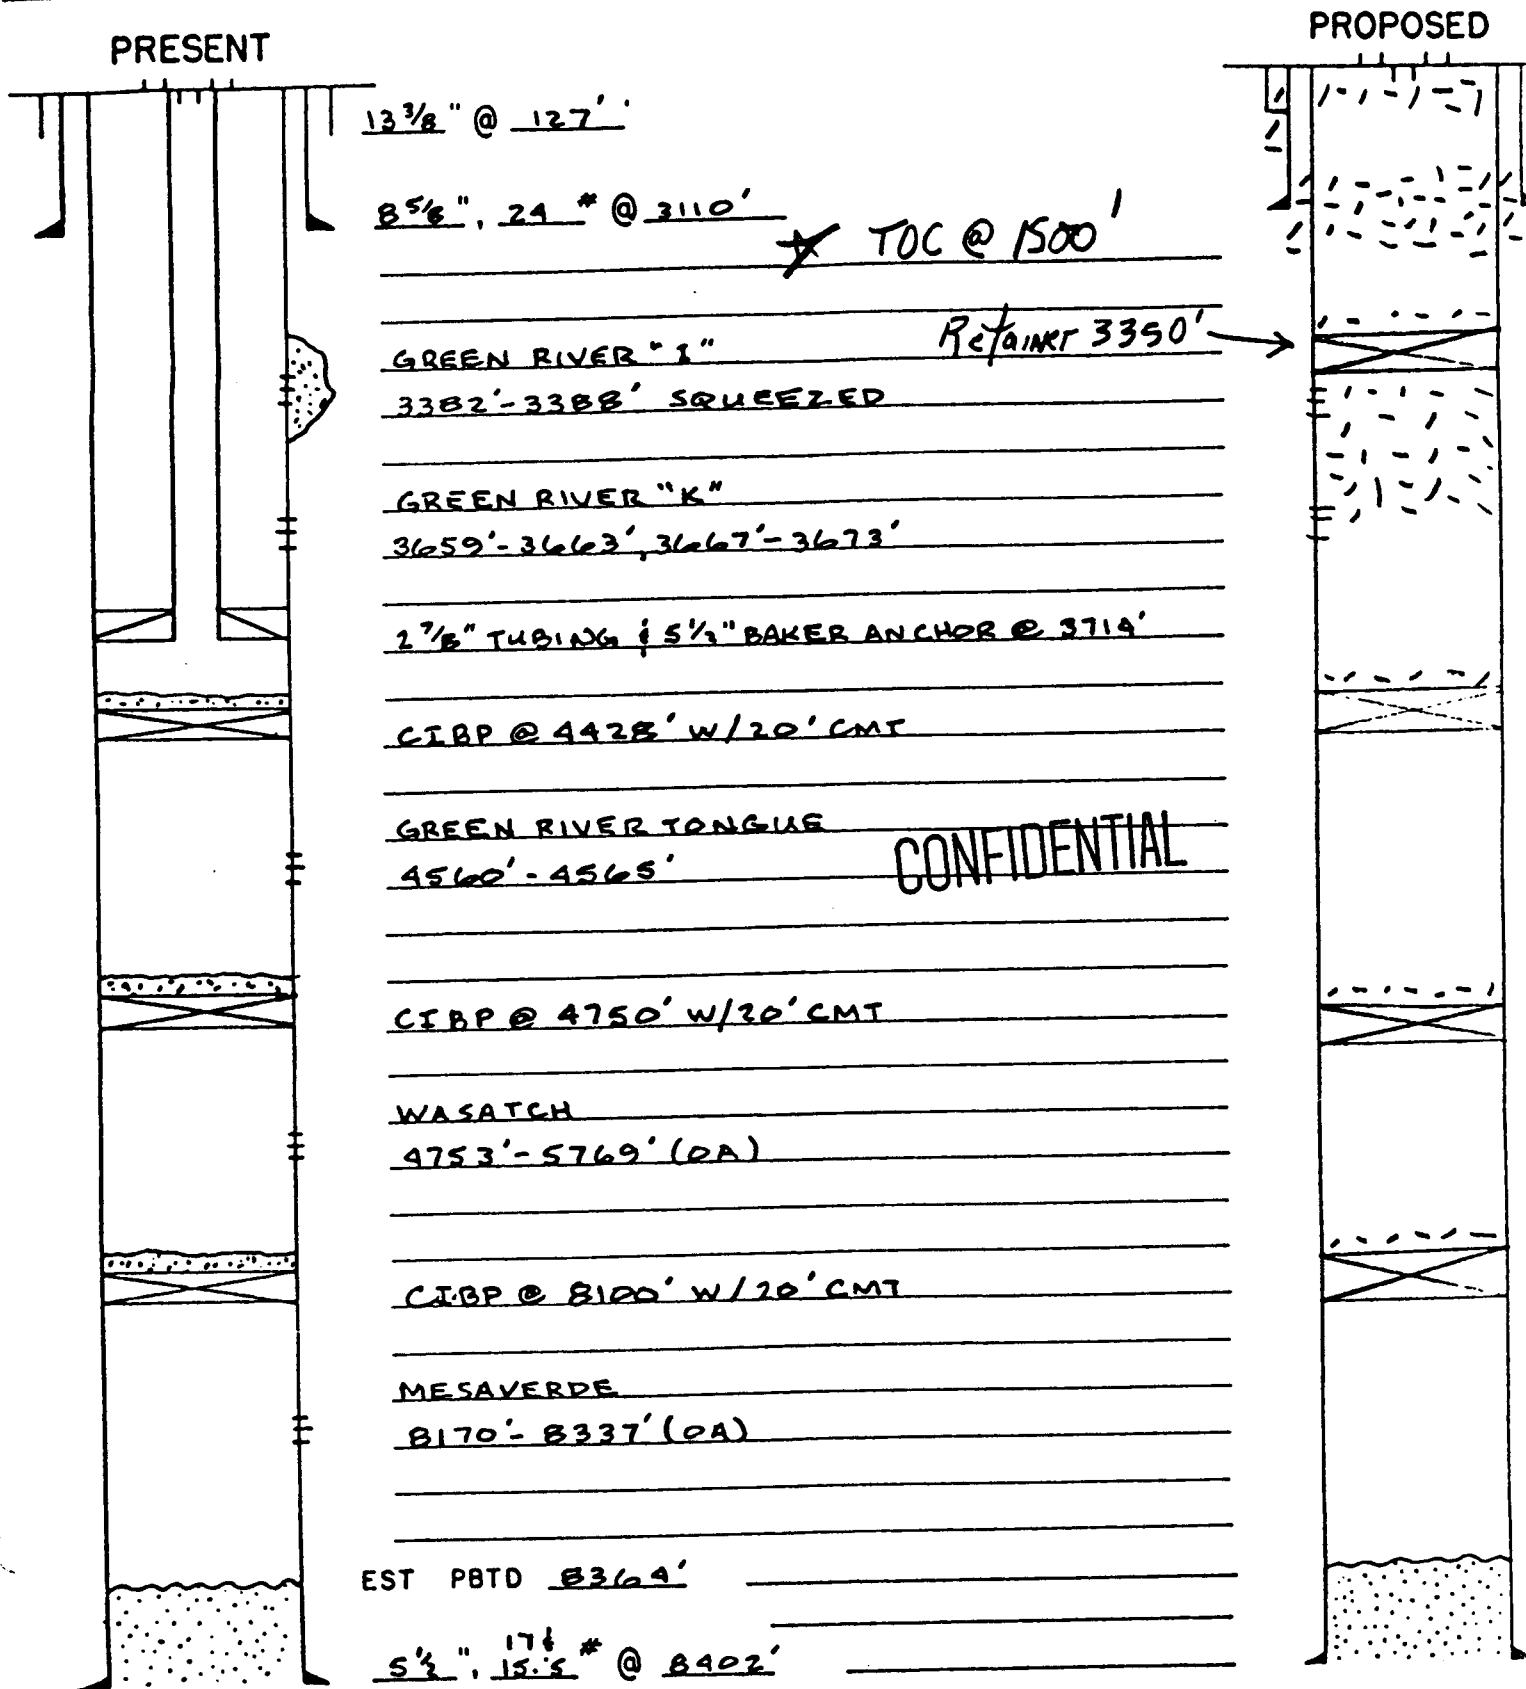 PRESENT
PROPOSED
13 3/8" @ 127'
8 5/8", 24 # @ 3110'
☆ TOC @ 1500'
Retainer 3350'
GREEN RIVER "I"
3382'-3388' SQUEEZED
GREEN RIVER "K"
3659'-3663', 3667'-3673'
2 7/8" TUBING & 5 1/2" BAKER ANCHOR @ 3714'
CIBP @ 4428' W/20' CMT
GREEN RIVER TONGUE
4560'-4565'
CONFIDENTIAL
CIBP @ 4750' W/20' CMT
WASATCH
4753'-5769' (OA)
CIBP @ 8100' W/20' CMT
MESAVERDE
8170'-8337' (OA)
EST PBTD 8364'
5 1/2", 17 & 15.5 # @ 8402'